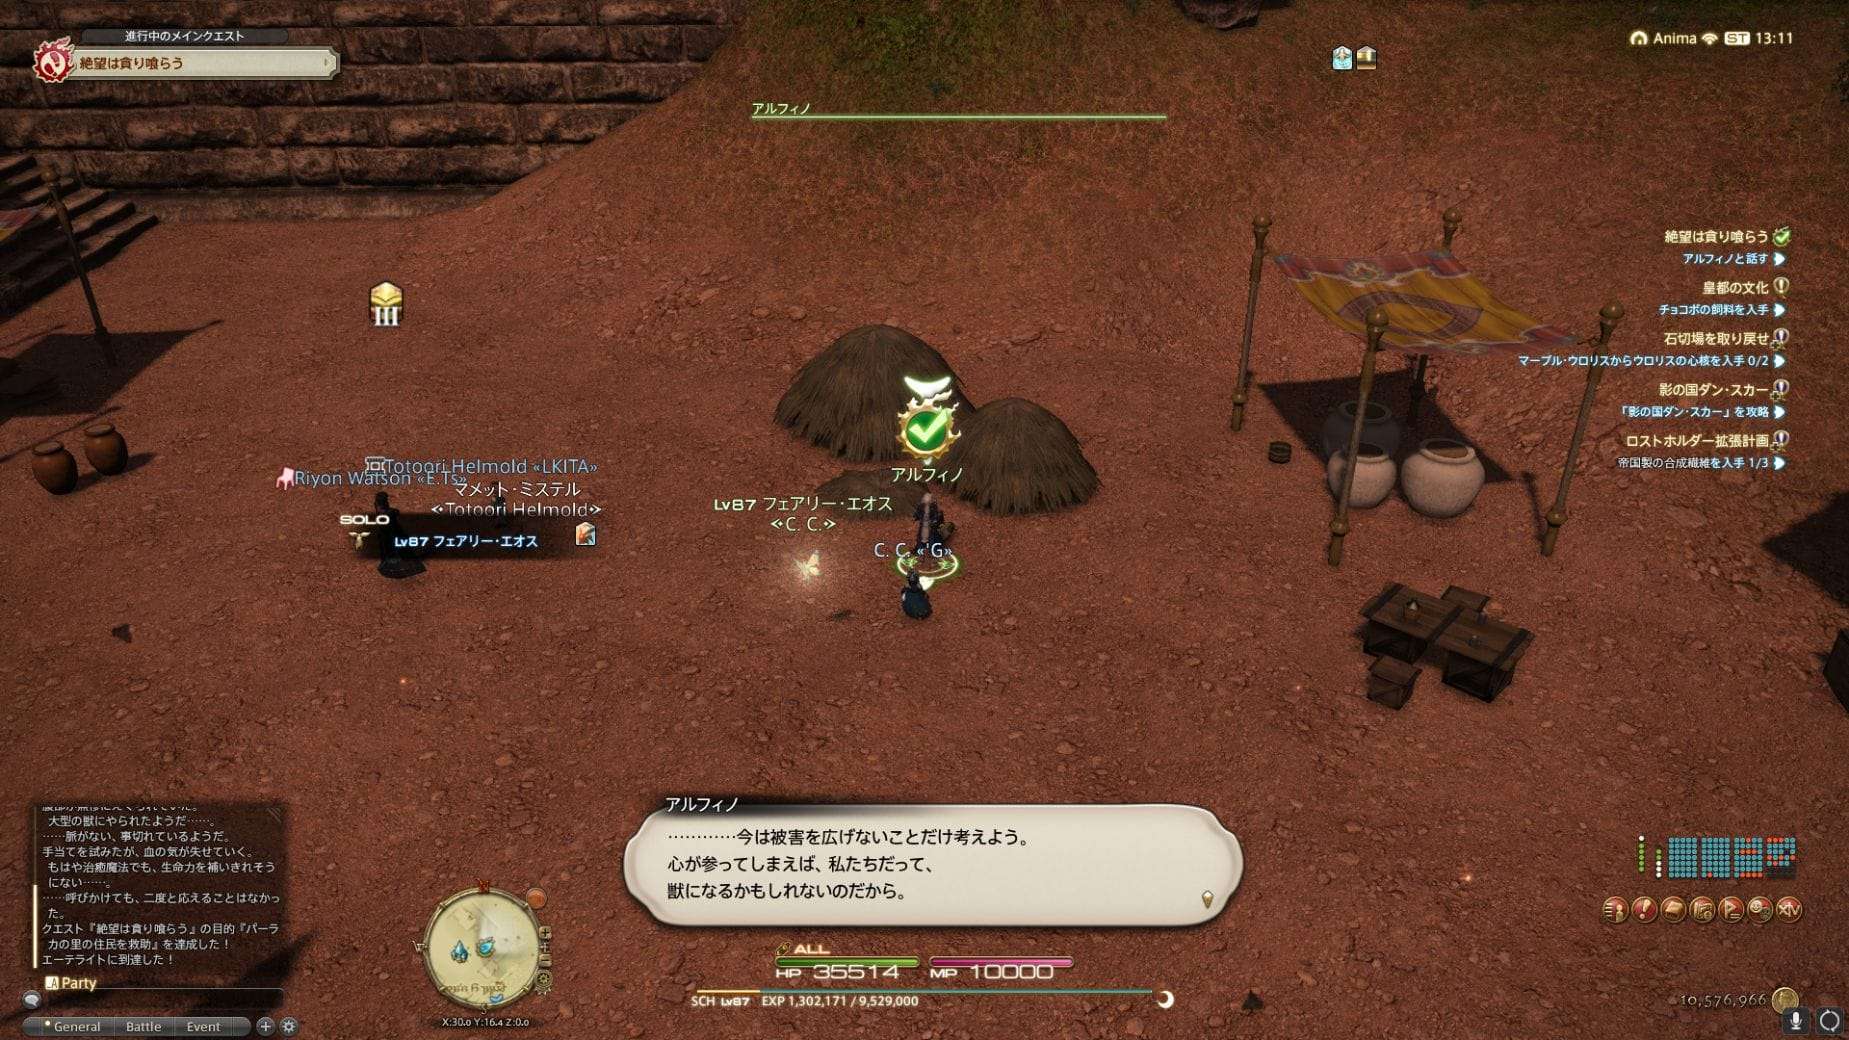 進行中のメインクエスト
絶望は貪り喰らう
Anima ST 13:11
アルフィノ
絶望は貪り喰らう
アルフィノと話す
皇都の文化
チョコボの飼料を入手
石切場を取り戻せ
マーブル・ウロリスからウロリスの心核を入手 0/2
影の国ダン・スカー
「影の国ダン・スカー」を攻略
ロストホルダー拡張計画
帝国製の合成繊維を入手 1/3
III
Totoori Helmold «LKITA»
Riyon Watson «E.Ts»
マメット・ミステル
Totoori Helmold
SOLO
Lv87 フェアリー・エオス
アルフィノ
Lv87 フェアリー・エオス
C. C.
C. C. «'G»
アルフィノ
…………今は被害を広げないことだけ考えよう。
心が参ってしまえば、私たちだって、
獣になるかもしれないのだから。
大型の獣にやられたようだ……。
……脈がない、事切れているようだ。
手当てを試みたが、血の気が失せていく。
もはや治癒魔法でも、生命力を補いきれそう
にない……。
……呼びかけても、二度と応えることはなかっ
た。
クエスト『絶望は貪り喰らう』の目的『パーラ
カの里の住民を救助』を達成した！
エーテライトに到達した！
Party
General Battle Event
X:30.0 Y:16.4 Z:0.0
ALL
HP 35514 MP 10000
SCH Lv87 EXP 1,302,171 / 9,529,000
XIV
10,576,966